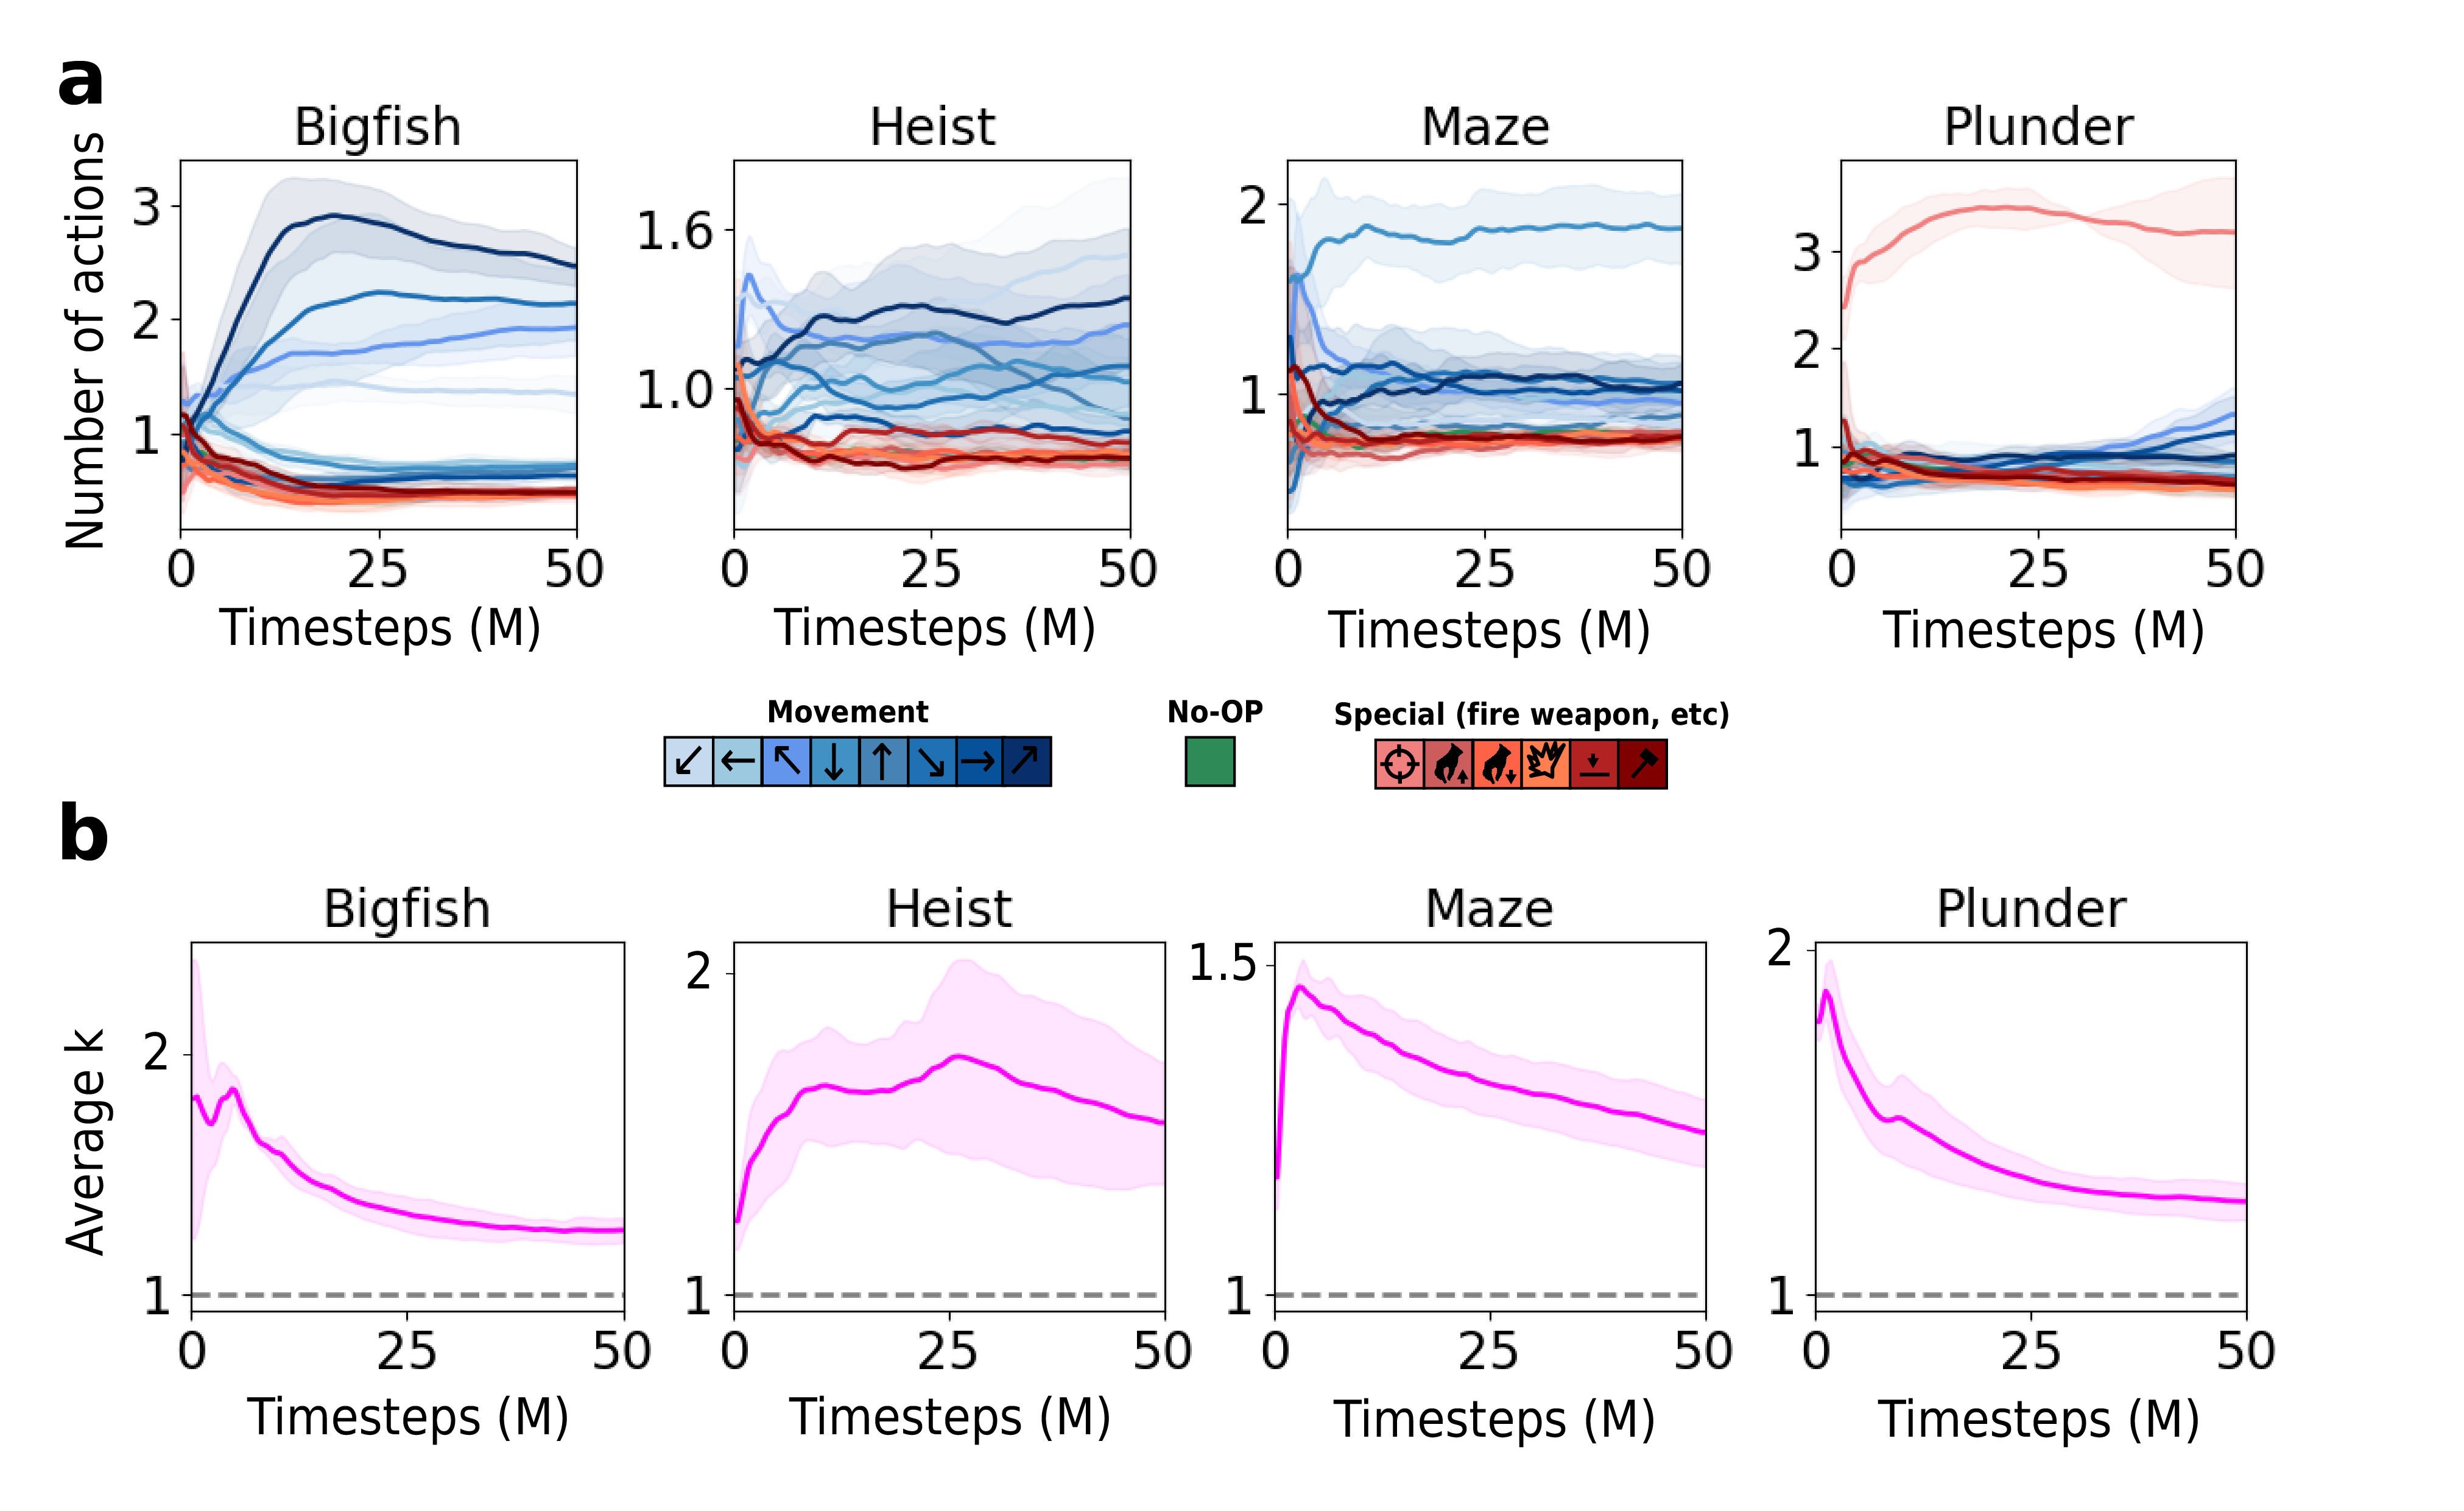 a
Bigfish Heist Maze Plunder
Number of actions
3
2
1
0 25 50
Timesteps (M)
1.6
1.0
0 25 50
Timesteps (M)
2
1
0 25 50
Timesteps (M)
3
2
1
0 25 50
Timesteps (M)
Movement No-OP Special (fire weapon, etc)
b
Bigfish Heist Maze Plunder
Average k
2
1
0 25 50
Timesteps (M)
2
1
0 25 50
Timesteps (M)
1.5
1
0 25 50
Timesteps (M)
2
1
0 25 50
Timesteps (M)